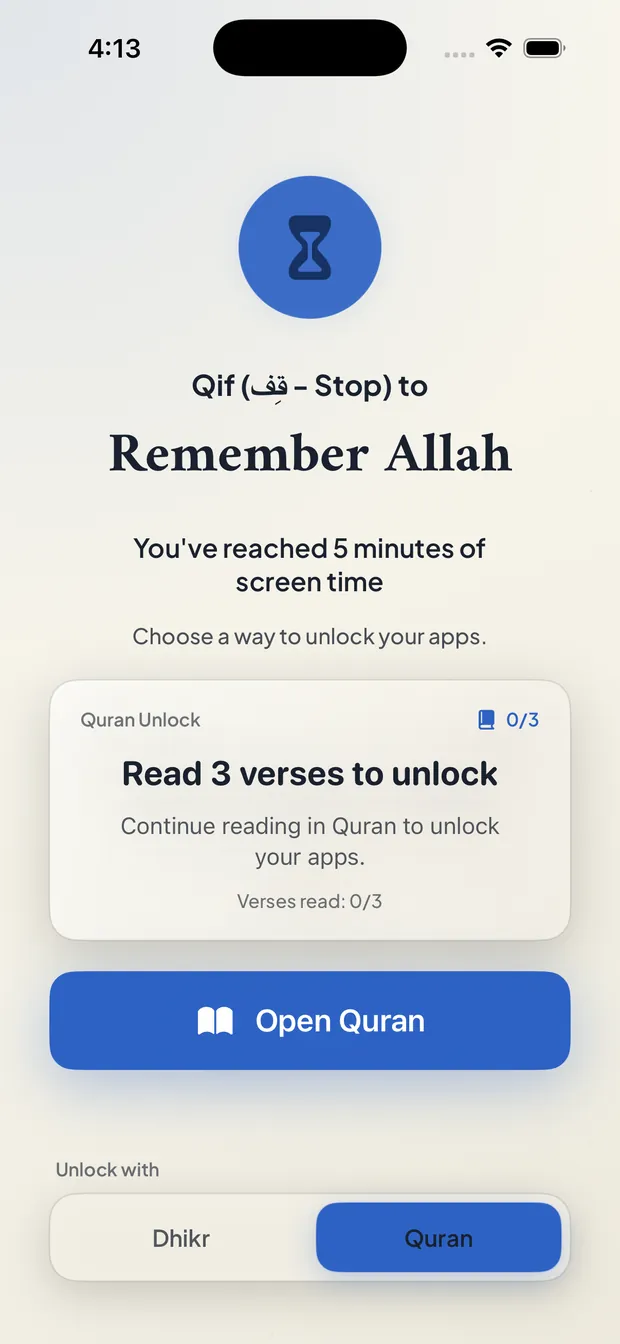 4:13
Qif (قِف – Stop) to
Remember Allah
You've reached 5 minutes of
screen time
Choose a way to unlock your apps.
Quran Unlock 0/3
Read 3 verses to unlock
Continue reading in Quran to unlock
your apps.
Verses read: 0/3
Open Quran
Unlock with
Dhikr Quran